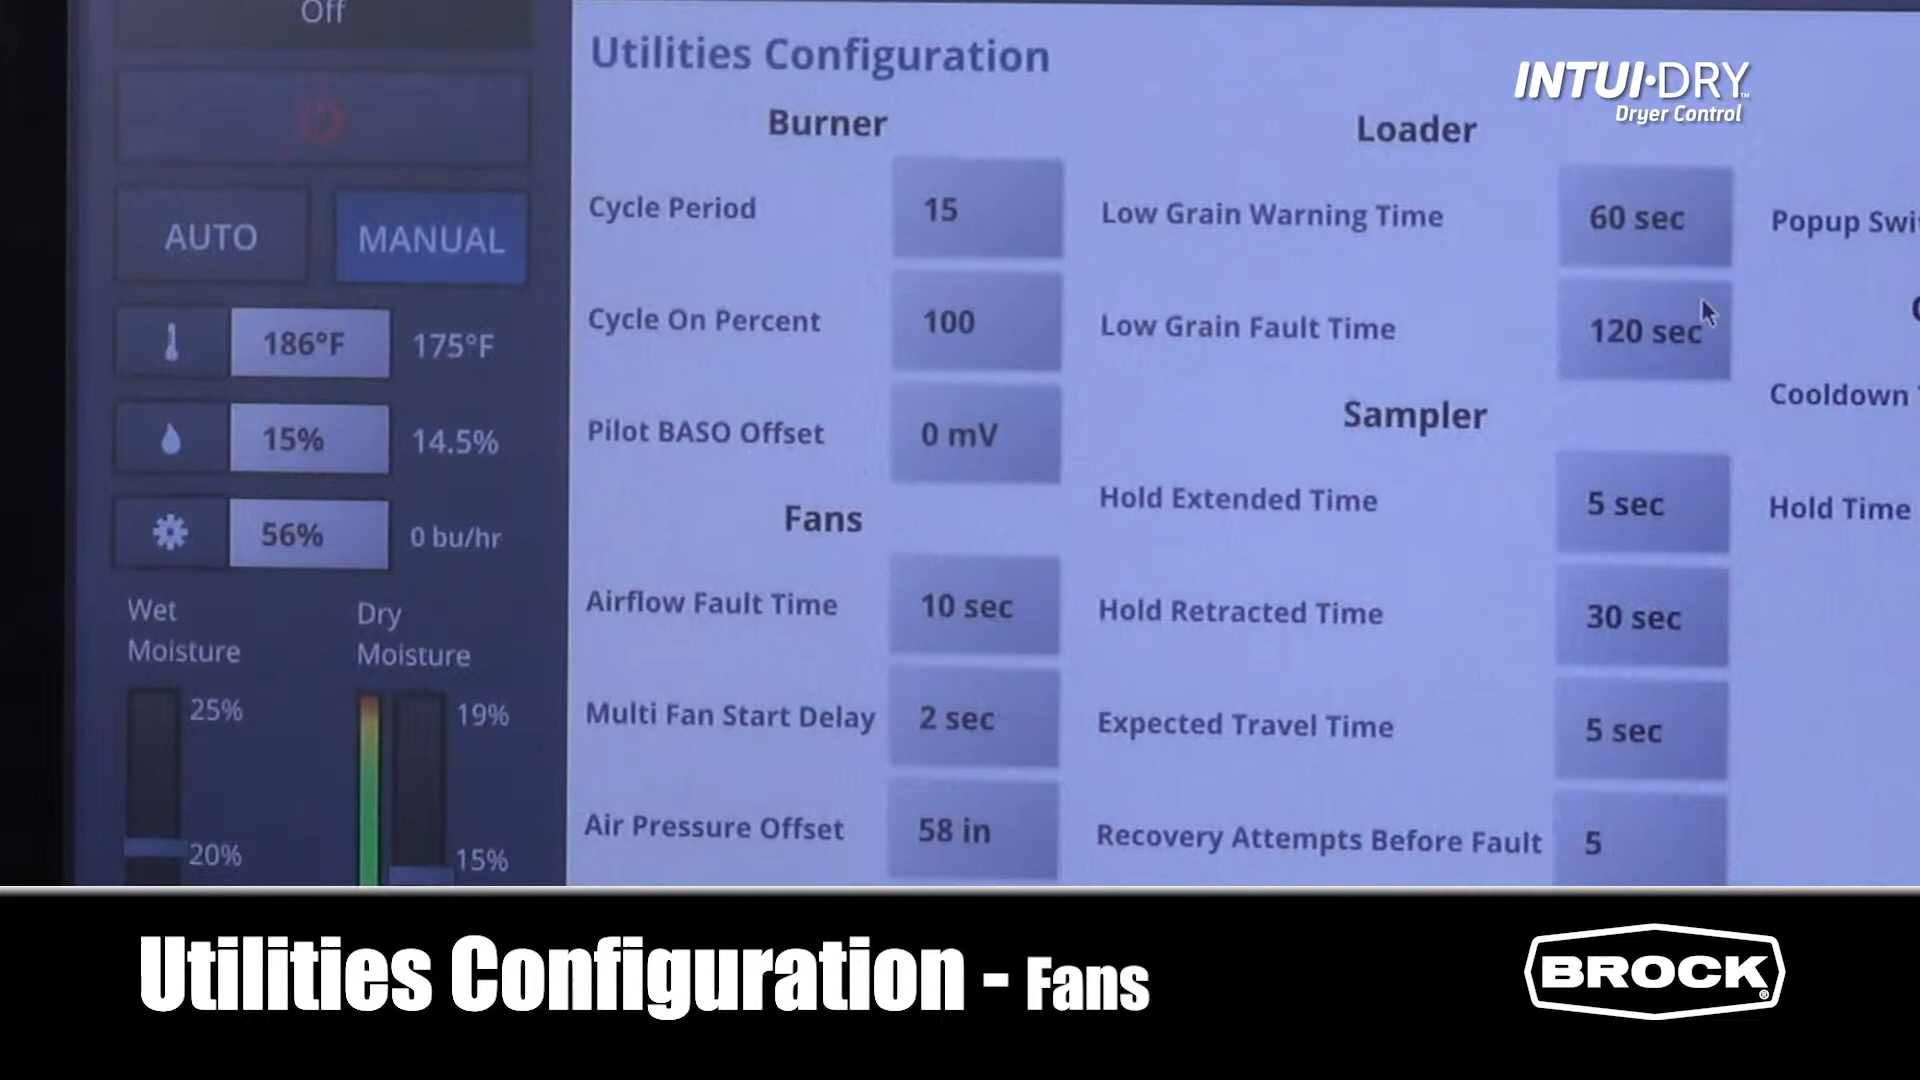 Off
AUTO
MANUAL
186°F
175°F
15%
14.5%
56%
0 bu/hr
Wet
Moisture
Dry
Moisture
25%
19%
20%
15%
Utilities Configuration
Burner
Cycle Period
15
Cycle On Percent
100
Pilot BASO Offset
0 mV
Fans
Airflow Fault Time
10 sec
Multi Fan Start Delay
2 sec
Air Pressure Offset
58 in
Loader
Low Grain Warning Time
60 sec
Low Grain Fault Time
120 sec
Sampler
Hold Extended Time
5 sec
Hold Retracted Time
30 sec
Expected Travel Time
5 sec
Recovery Attempts Before Fault
5
Popup Swi
Cooldown
Hold Time
INTUI·DRY™
Dryer Control
Utilities Configuration - Fans
BROCK®